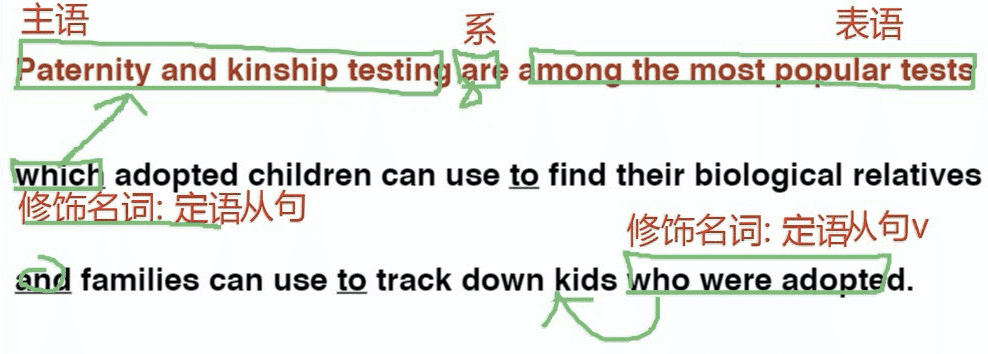 主语 系 表语
Paternity and kinship testing are among the most popular tests
which adopted children can use to find their biological relatives
修饰名词: 定语从句
修饰名词: 定语从句v
and families can use to track down kids who were adopted.